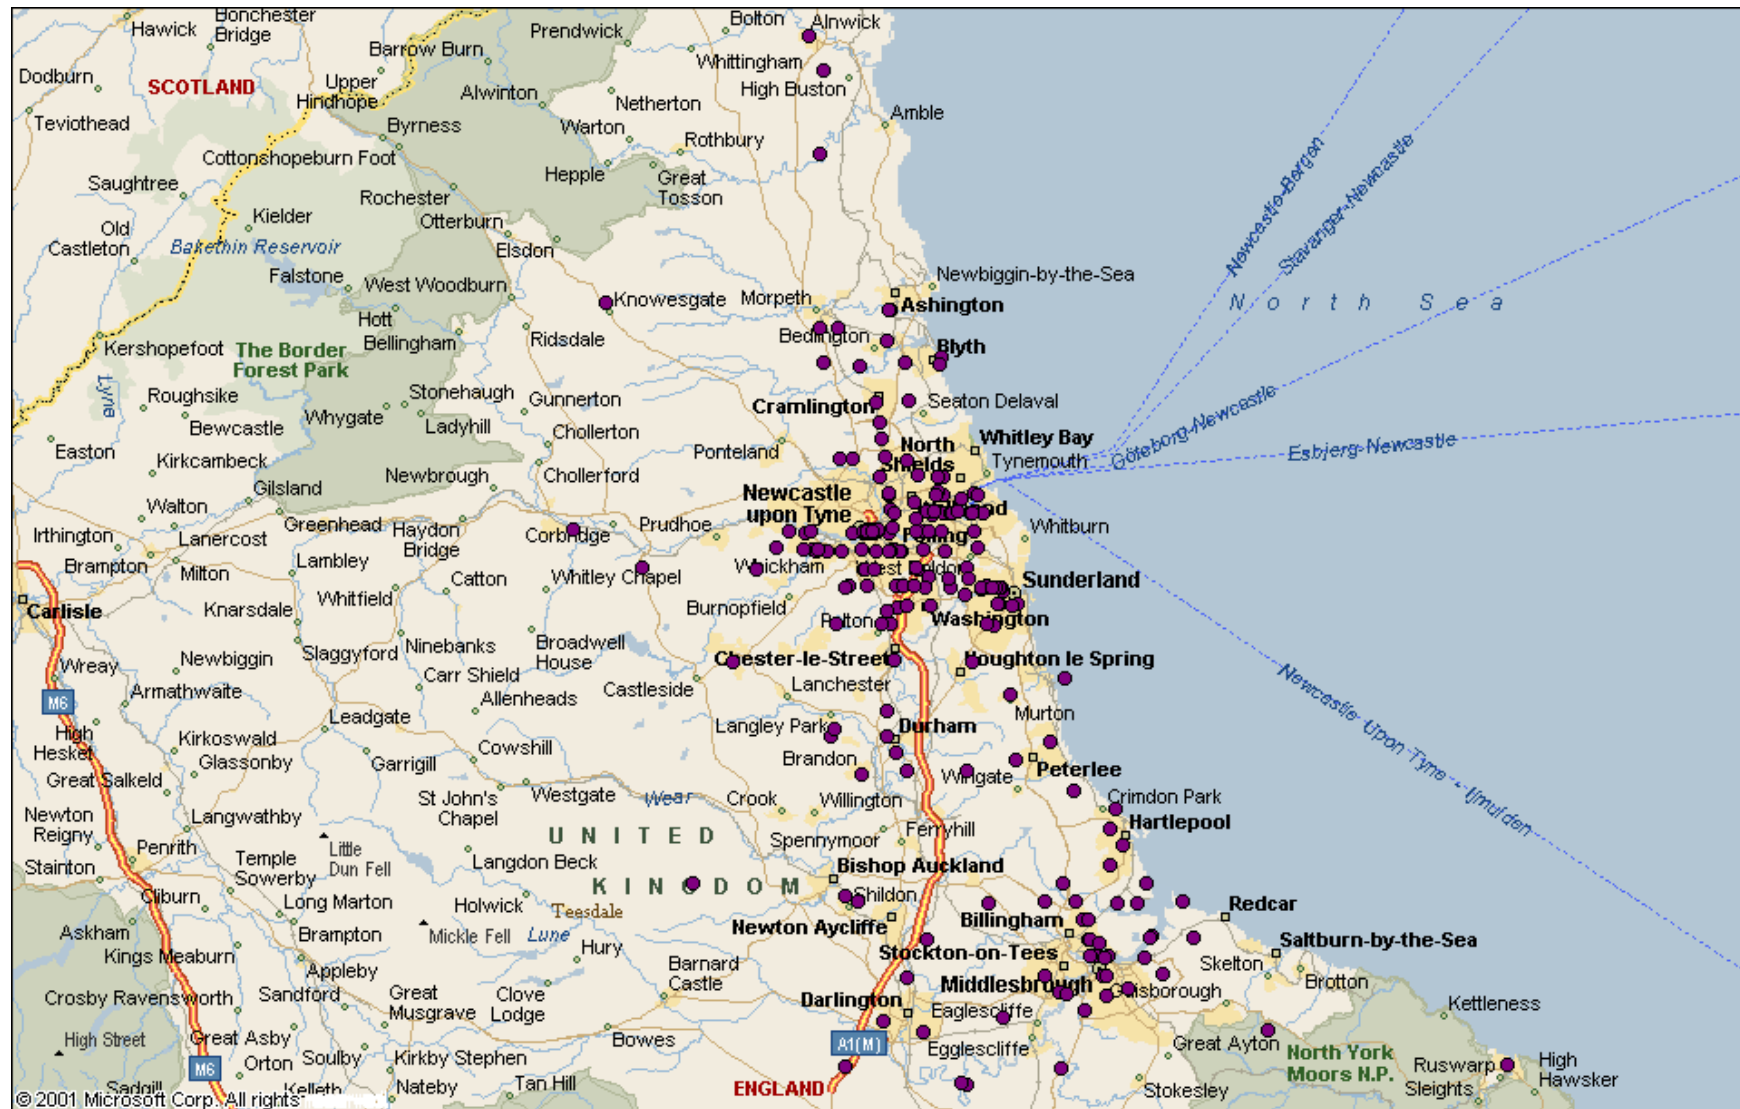 Hawick
Bonchester
Bridge
Bolton
Alnwick
Prendwick
Barrow Burn
Whittingham
Dodburn
SCOTLAND
Upper
Hindhope
Alwinton
High Buston
Netherton
Teviothead
Byrness
Warton
Rothbury
Amble
Cottonshopeburn Foot
Saughtree
Hepple
Great
Tosson
Rochester
Kielder
Otterburn
Old
Castleton
Bakethin Reservoir
Elsdon
Newcastle-Bergen
Stavanger-Newcastle
Falstone
West Woodburn
Newbiggin-by-the-Sea
Knowesgate
Morpeth
Ashington
North Sea
Hott
Bellingham
Ridsdale
Bedlington
Blyth
Kershopefoot
The Border
Forest Park
Lyne
Roughsike
Stonehaugh
Gunnerton
Cramlington
Seaton Delaval
Whygate
Ladyhill
Bewcastle
Göteborg-Newcastle
Easton
Chollerton
Ponteland
North
Shields
Whitley Bay
Tynemouth
Esbjerg-Newcastle
Kirkcambeck
Newbrough
Chollerford
Gilsland
Newcastle
upon Tyne
Walton
Greenhead
Haydon
Bridge
Corbridge
Prudhoe
Whitburn
Irthington
Lanercost
Felling
Brampton
Milton
Lambley
Catton
Whitley Chapel
Whickham
West Boldon
Sunderland
Carlisle
Knarsdale
Whitfield
Burnopfield
Washington
Ninebanks
Broadwell
House
Pelton
Wreay
Newbiggin
Slaggyford
Chester-le-Street
Houghton le Spring
Carr Shield
Castleside
Lanchester
M6
Armathwaite
Allenheads
Newcastle Upon Tyne - Ijmuiden
Leadgate
Langley Park
Durham
Murton
High
Hesket
Kirkoswald
Glassonby
Cowshill
Garrigill
Brandon
Great Salkeld
Wingate
Peterlee
St John's
Chapel
Westgate
Wear
Crook
Willington
Crimdon Park
Newton
Reigny
Langwathby
UNITED
Spennymoor
Ferryhill
Hartlepool
Penrith
Little
Dun Fell
Stainton
Temple
Sowerby
Langdon Beck
Bishop Auckland
KINGDOM
Shildon
Cliburn
Long Marton
Holwick
Teesdale
Billingham
Redcar
Askham
Brampton
Mickle Fell
Lune
Hury
Newton Aycliffe
Kings Meaburn
Stockton-on-Tees
Saltburn-by-the-Sea
Appleby
Barnard
Castle
Skelton
Brotton
Crosby Ravensworth
Sandford
Great
Musgrave
Clove
Lodge
Darlington
Middlesbrough
Guisborough
Kettleness
High Street
Great Asby
Bowes
A1(M)
Eaglescliffe
Egglescliffe
Great Ayton
North York
Moors N.P.
M6
Orton
Soulby
Kirkby Stephen
Ruswarp
Sleights
High
Hawsker
Sadgill
Kelleth
Nateby
Tan Hill
ENGLAND
Stokesley
© 2001 Microsoft Corp. All rights